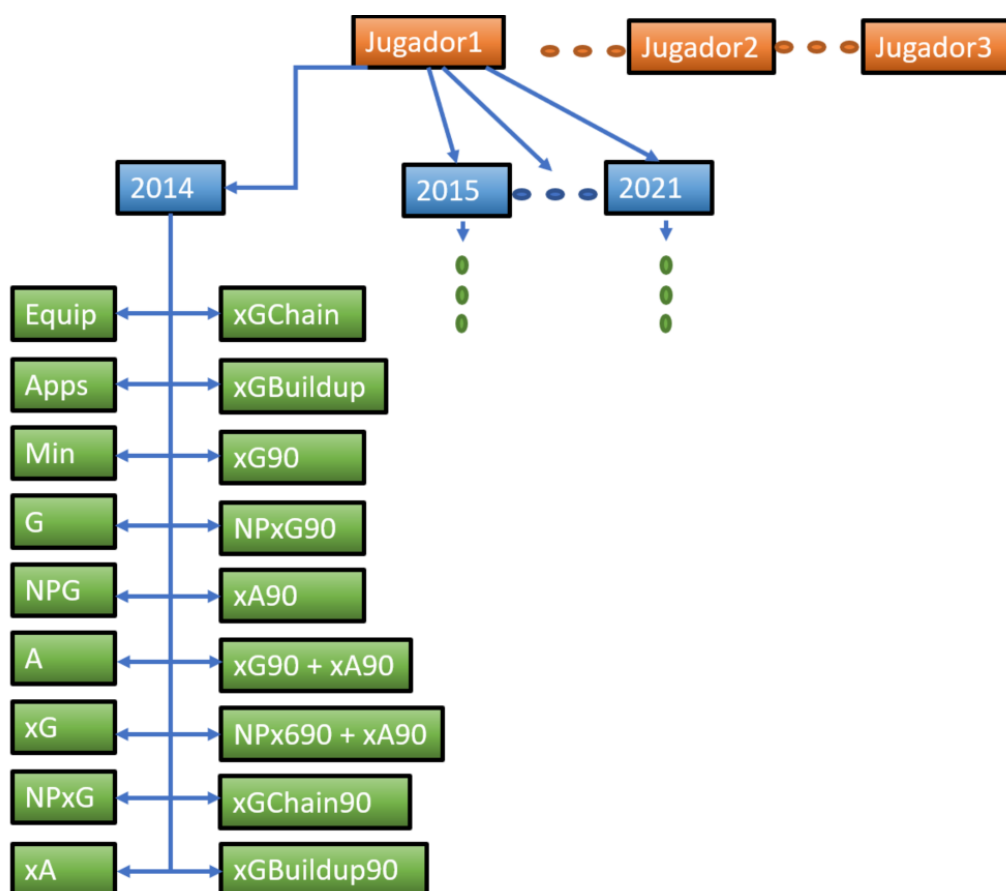 Jugador1
Jugador2
Jugador3
2014
2015
2021
Equip
xGChain
Apps
xGBuildup
Min
xG90
G
NPxG90
NPG
xA90
A
xG90 + xA90
xG
NPx690 + xA90
NPxG
xGChain90
xA
xGBuildup90